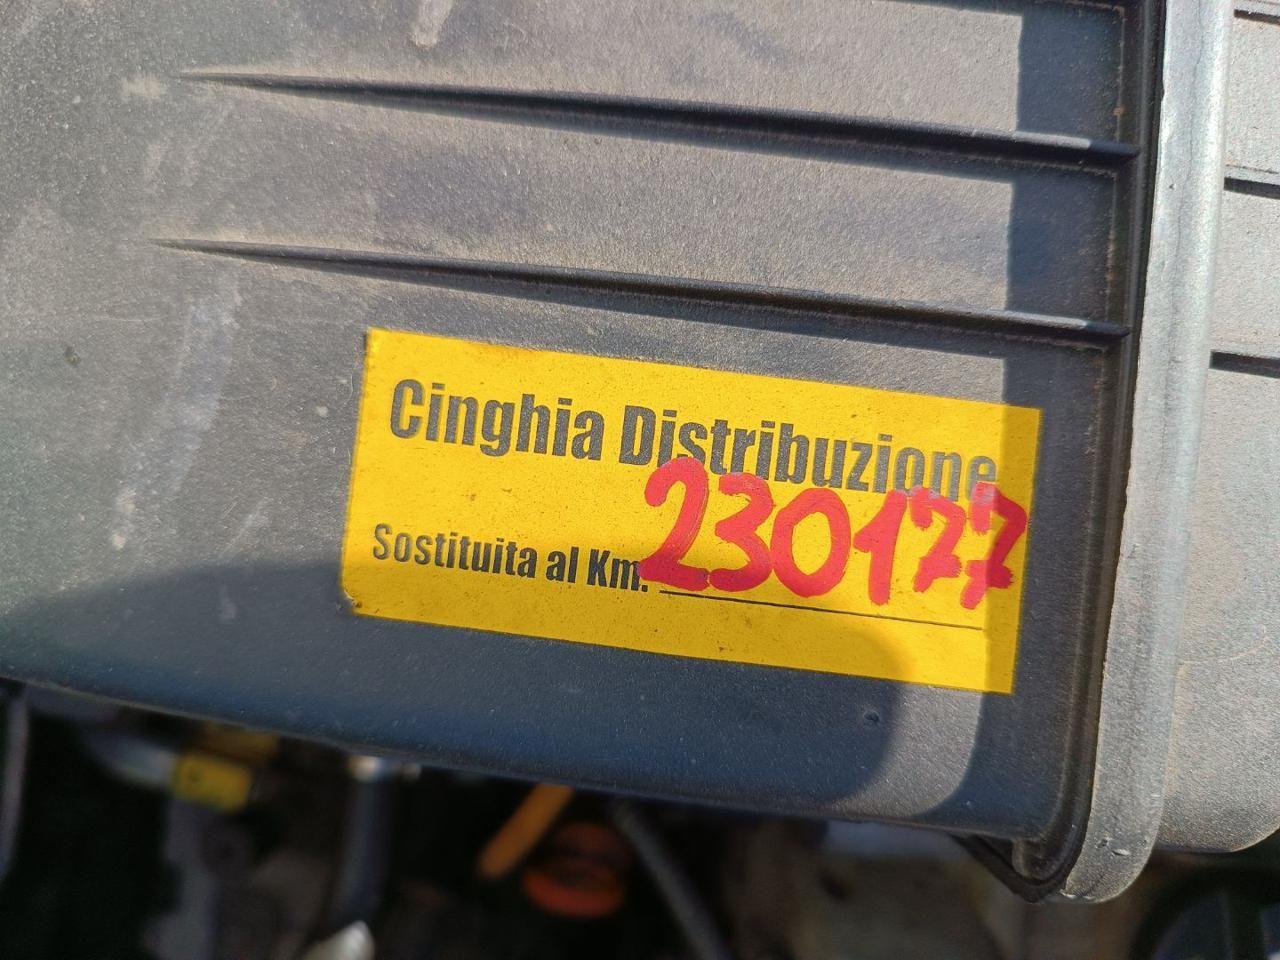 Cinghia Distribuzione
Sostituita al Km. 230177